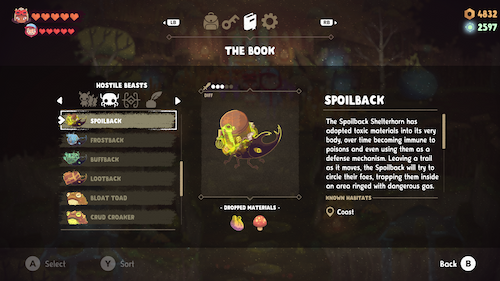 LB
RB
4832
2597
THE BOOK
HOSTILE BEASTS
SPOILBACK
FROSTBACK
BUFFBACK
LOOTBACK
BLOAT TOAD
CRUD CROAKER
DIFF
- DROPPED MATERIALS -
SPOILBACK
The Spoilback Shelterhorn has
adopted toxic materials into its very
body, over time becoming immune to
poisons and even using them as a
defense mechanism. Leaving a trail
as it moves, the Spoilback will try to
circle their foes, trapping them inside
an area ringed with dangerous gas.
KNOWN HABITATS
Coast
A Select
Y Sort
Back B